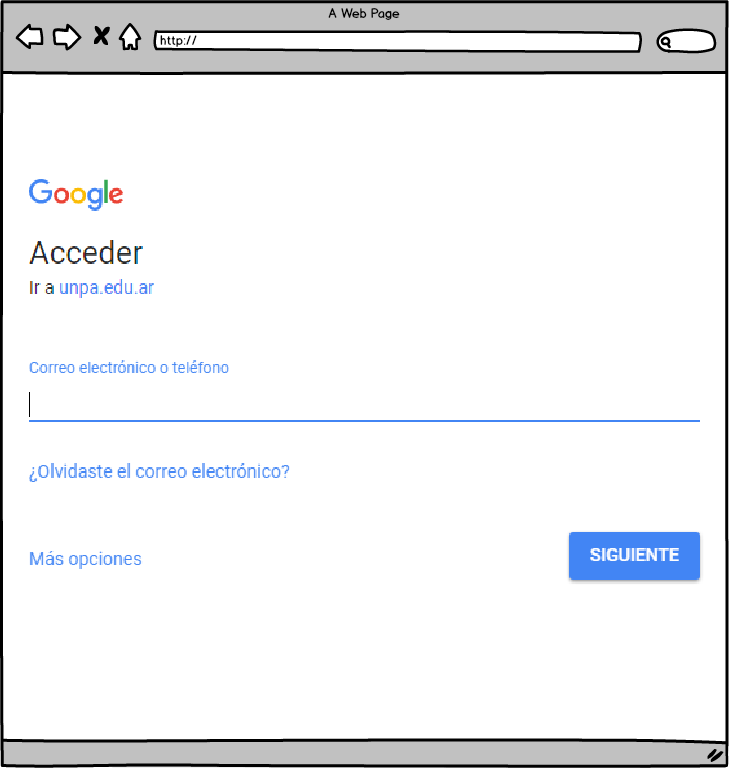 A Web Page
http://
Google
Acceder
Ir a unpa.edu.ar
Correo electrónico o teléfono
¿Olvidaste el correo electrónico?
Más opciones
SIGUIENTE